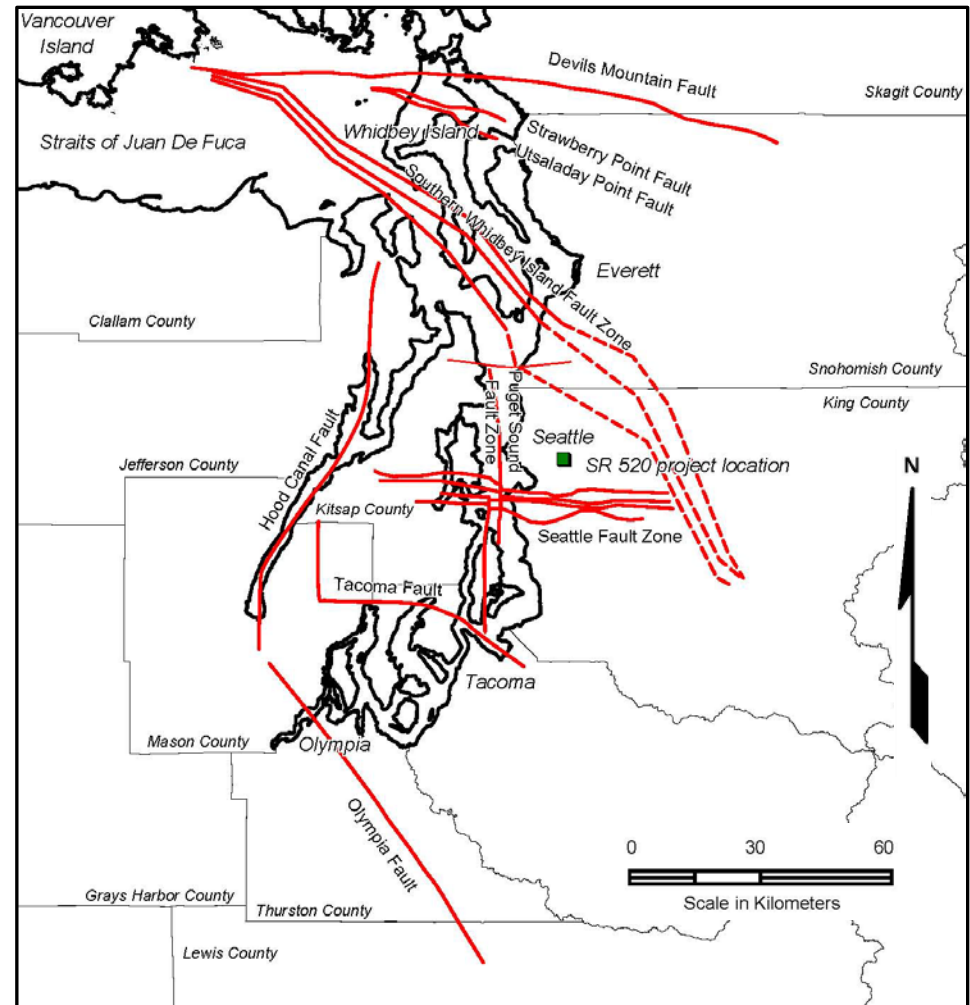 Vancouver
Island
Devils Mountain Fault
Skagit County
Straits of Juan De Fuca
Whidbey Island
Strawberry Point Fault
Utsaladay Point Fault
Southern Whidbey Island Fault Zone
Everett
Clallam County
Snohomish County
King County
Puget Sound
Fault Zone
Seattle
SR 520 project location
N
Jefferson County
Hood Canal Fault
Kitsap County
Seattle Fault Zone
Tacoma Fault
Tacoma
Mason County
Olympia
Olympia Fault
0 30 60
Scale in Kilometers
Grays Harbor County
Thurston County
Lewis County